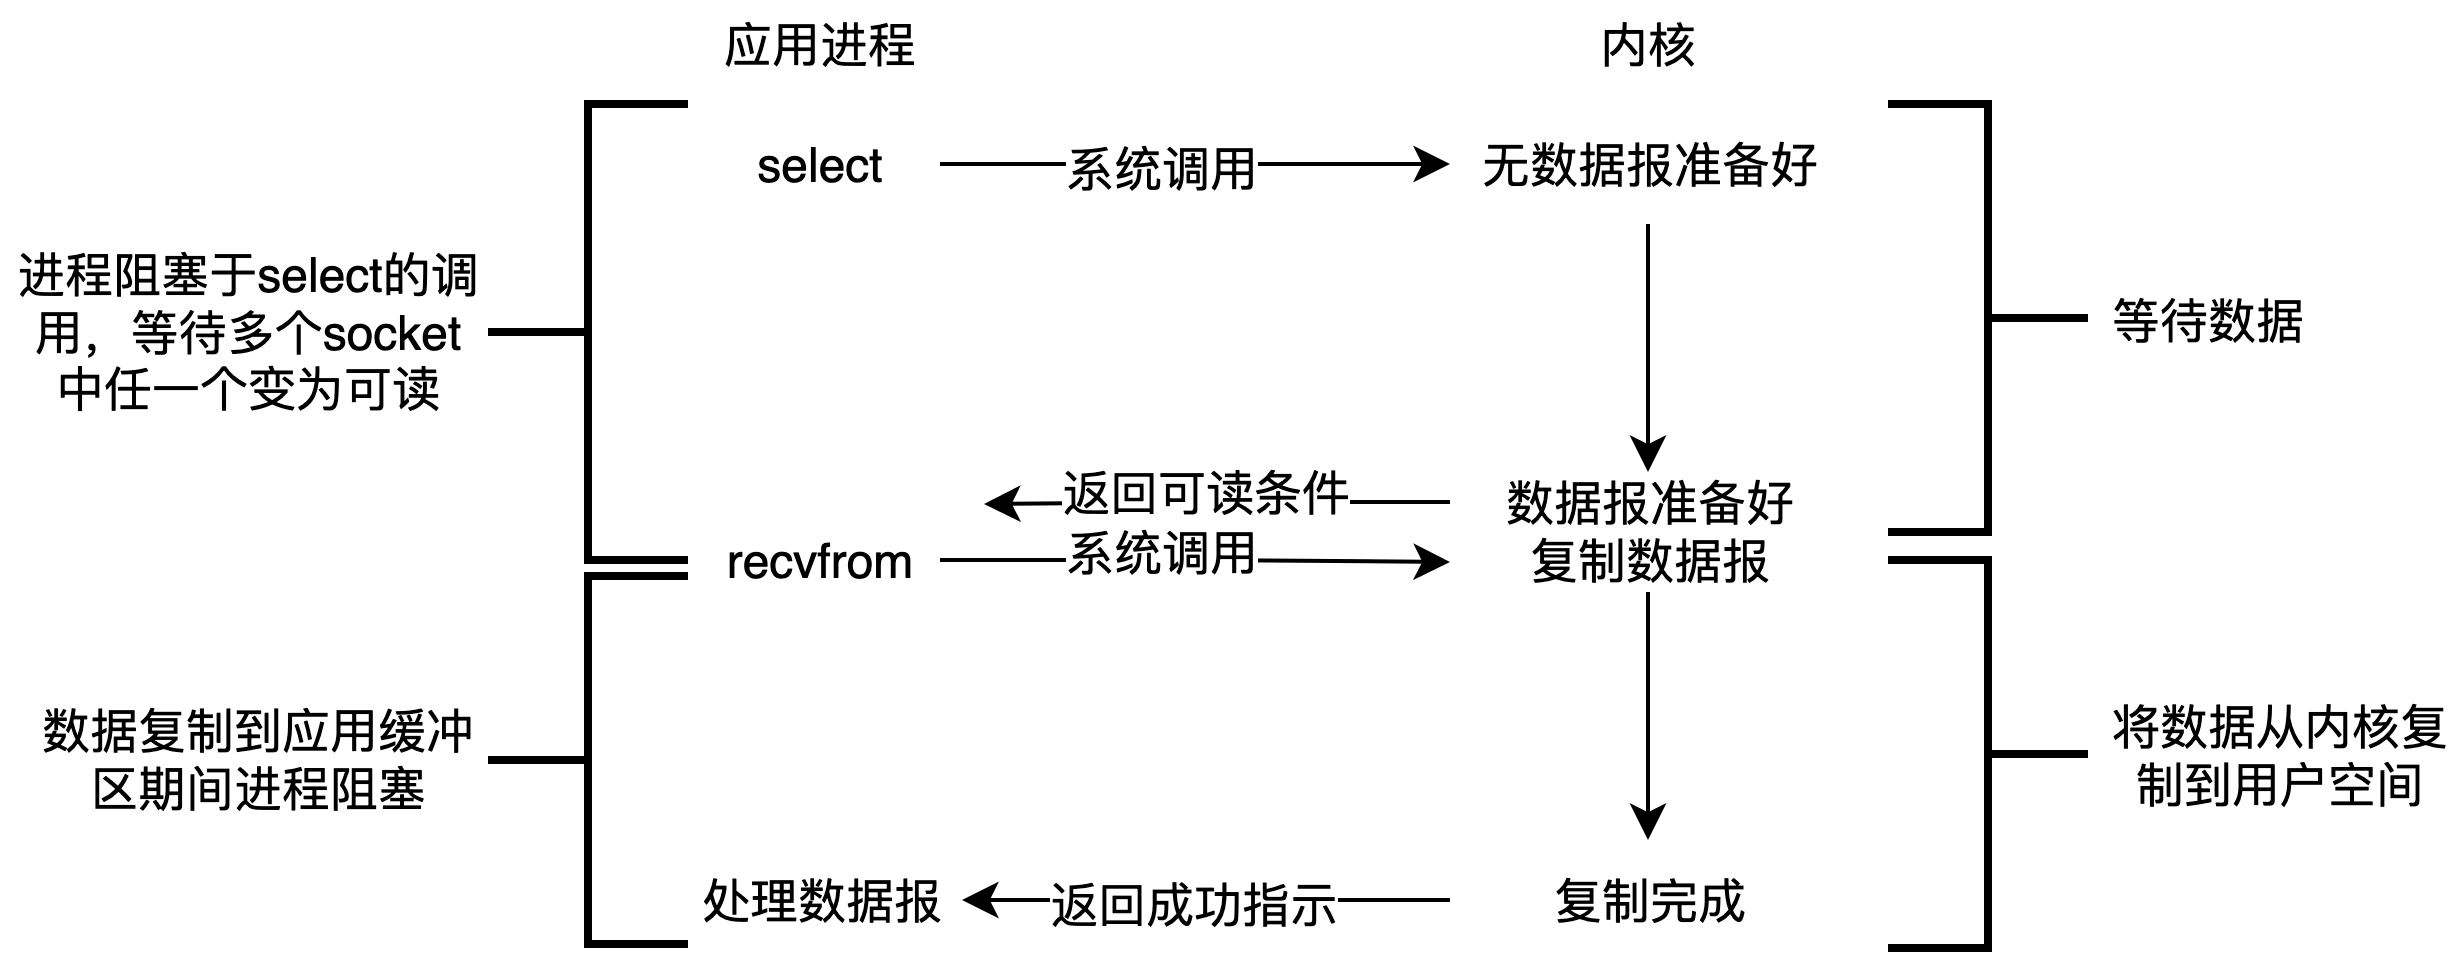 应用进程
内核
select
系统调用
无数据报准备好
进程阻塞于select的调
用，等待多个socket
中任一个变为可读
等待数据
返回可读条件
数据报准备好
recvfrom
系统调用
复制数据报
数据复制到应用缓冲
区期间进程阻塞
将数据从内核复
制到用户空间
处理数据报
返回成功指示
复制完成